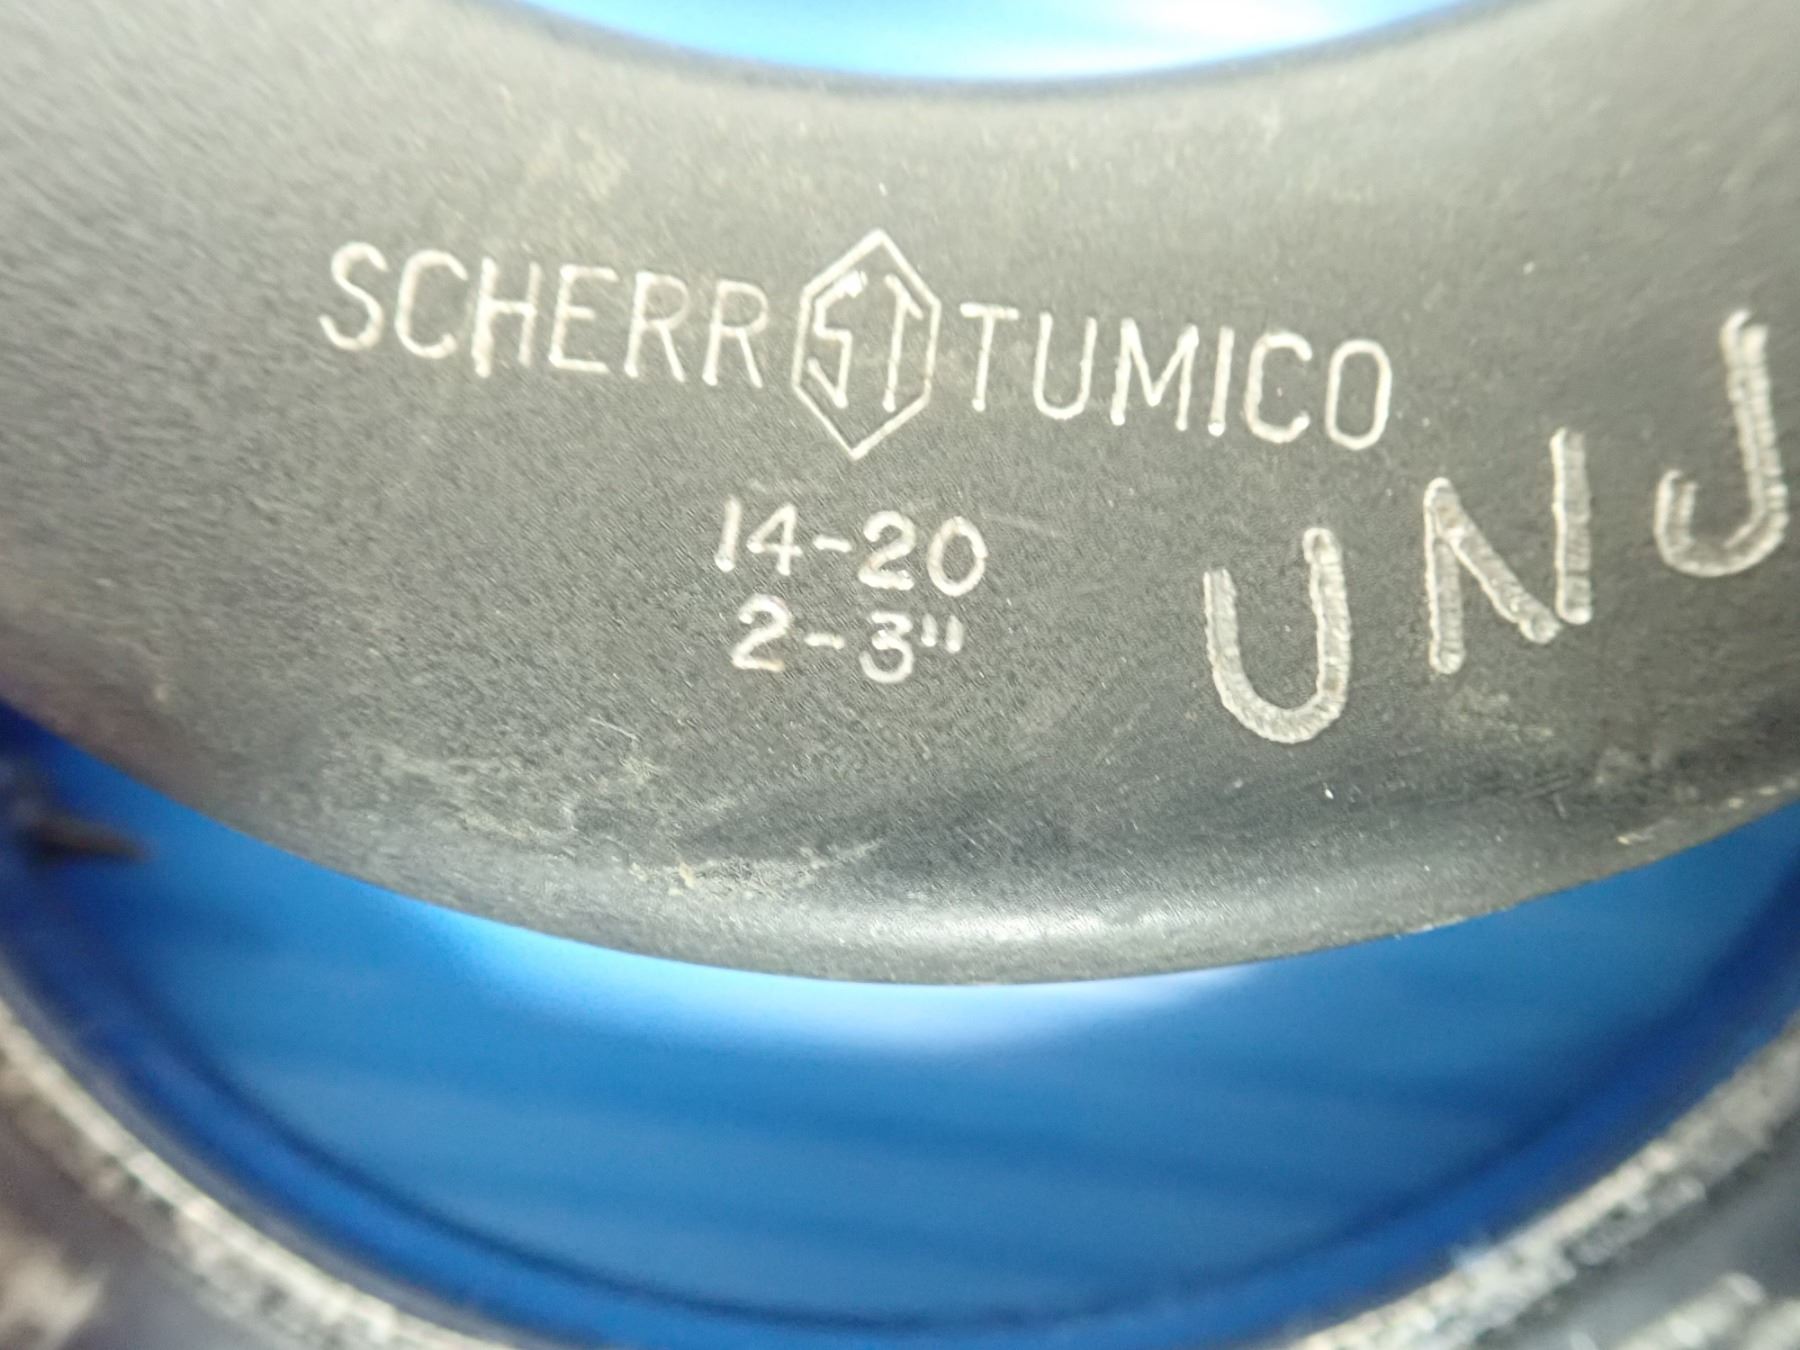 SCHERR ST TUMICO
14-20
2-3"
UNJ